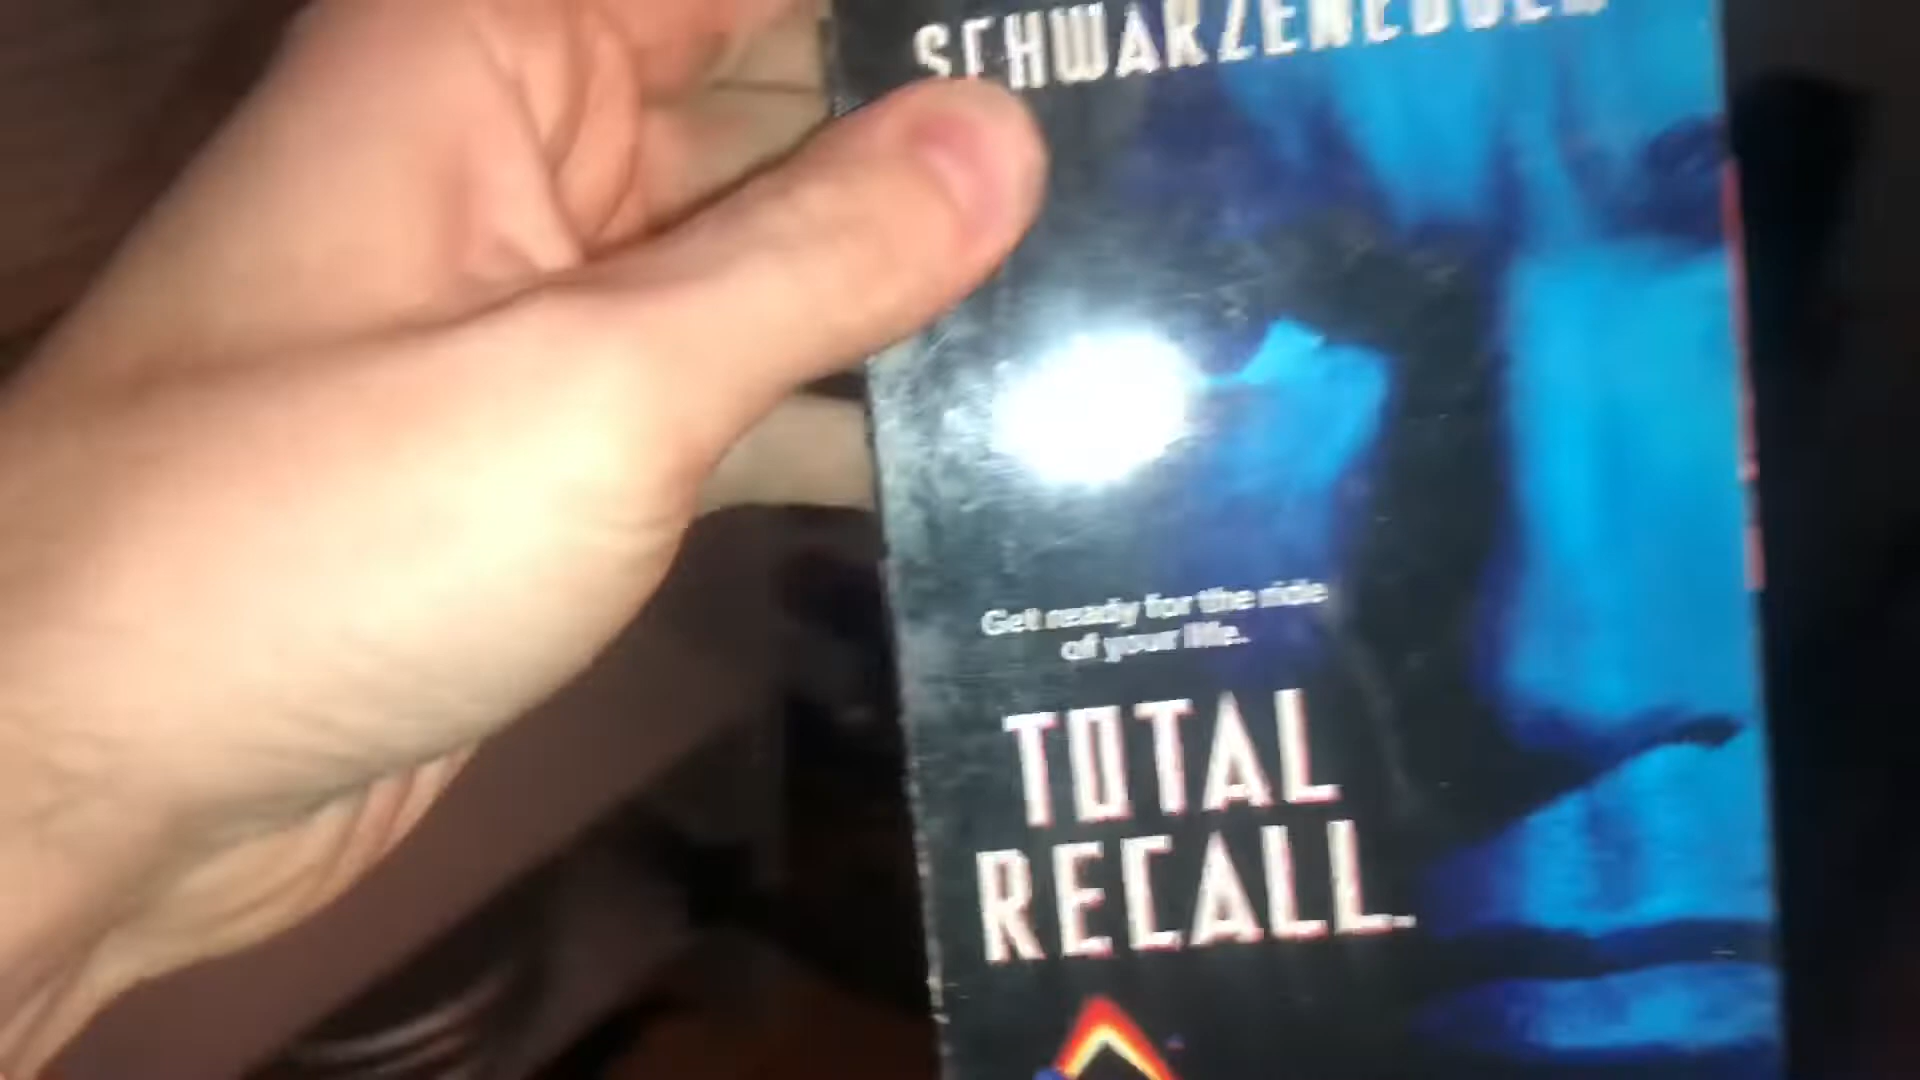 SCHWARZENEGGER
Get ready for the ride
of your life.
TOTAL
RECALL